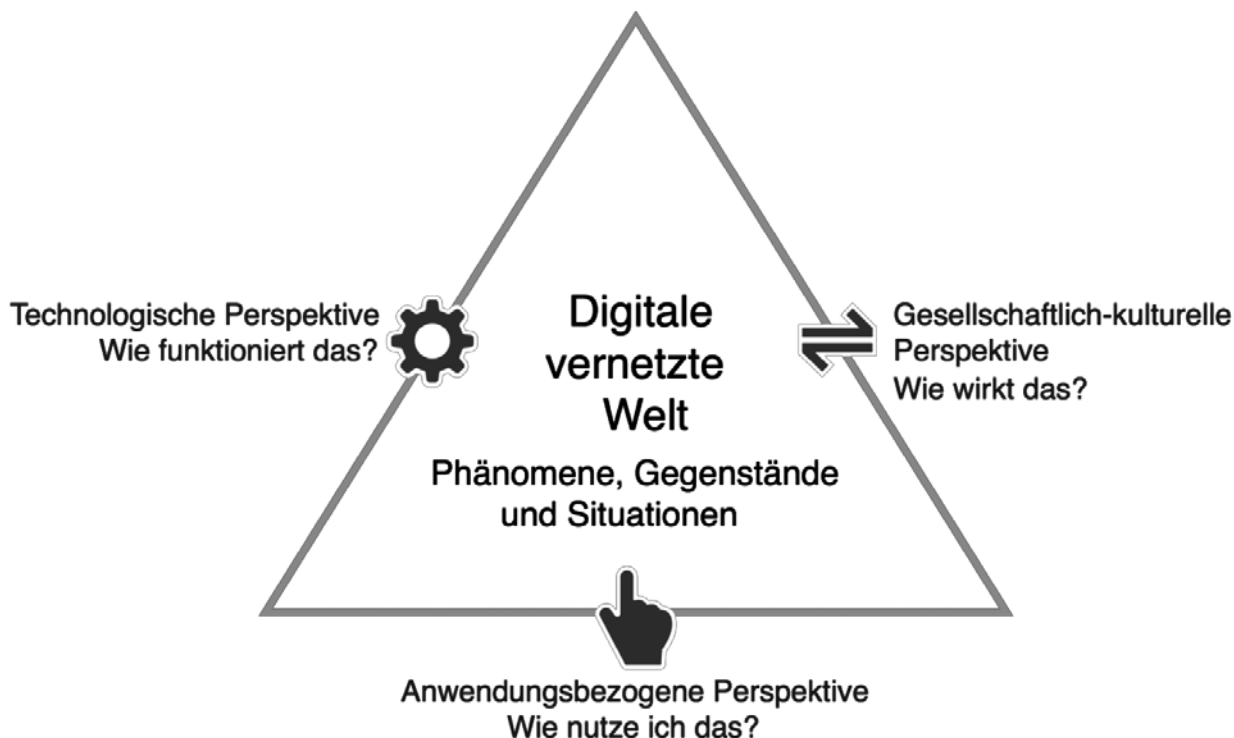 Technologische Perspektive
Wie funktioniert das?
Digitale
vernetzte
Welt
Phänomene, Gegenstände
und Situationen
Gesellschaftlich-kulturelle
Perspektive
Wie wirkt das?
Anwendungsbezogene Perspektive
Wie nutze ich das?